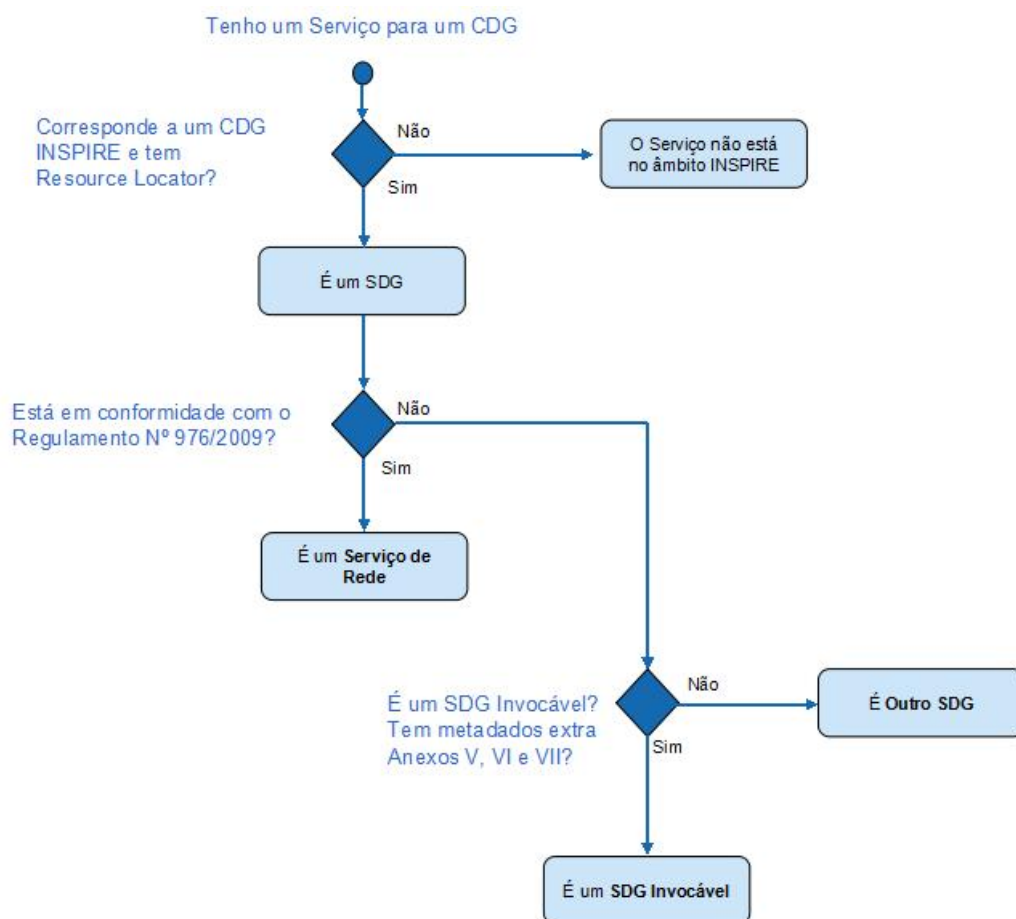 Tenho um Serviço para um CDG
Corresponde a um CDG
INSPIRE e tem
Resource Locator?
Não
O Serviço não está
no âmbito INSPIRE
Sim
É um SDG
Está em conformidade com o
Regulamento Nº 976/2009?
Não
Sim
É um Serviço de
Rede
É um SDG Invocável?
Tem metadados extra
Anexos V, VI e VII?
Não
É Outro SDG
Sim
É um SDG Invocável